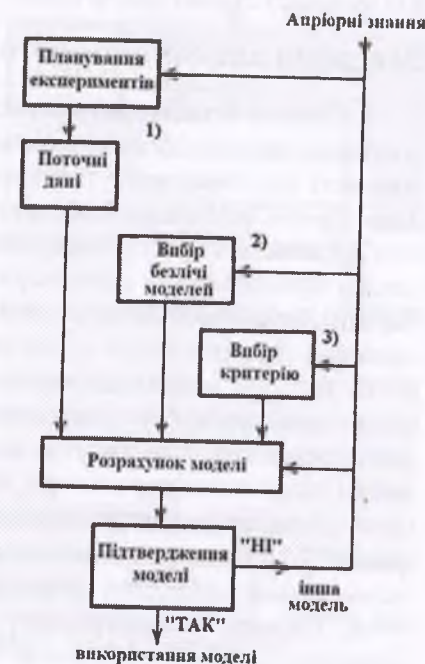 Апріорні знання
Планування
експериментів
1)
Поточні
дані
Вибір
безлічі
моделей
2)
Вибір
критерію
3)
Розрахунок моделі
Підтвердження
моделі
"НІ"
інша
модель
"ТАК"
використання моделі